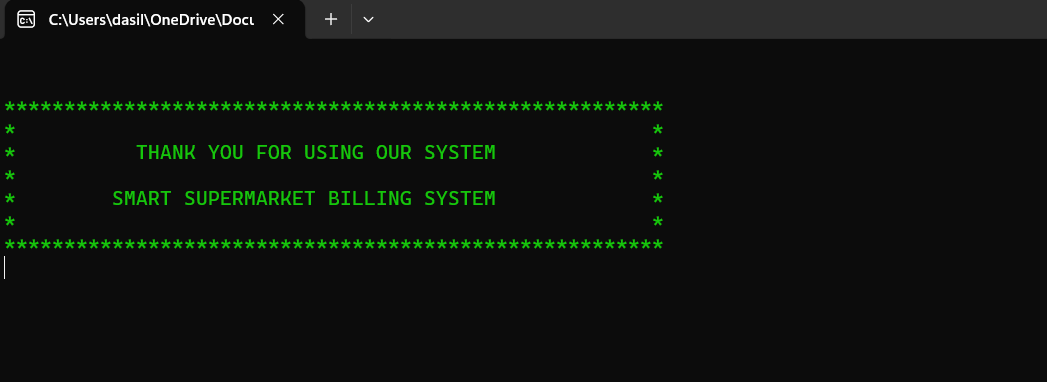 C:\Users\dasil\OneDrive\Docu
*******************************************************
*                                                     *
*          THANK YOU FOR USING OUR SYSTEM             *
*                                                     *
*        SMART SUPERMARKET BILLING SYSTEM             *
*                                                     *
*******************************************************